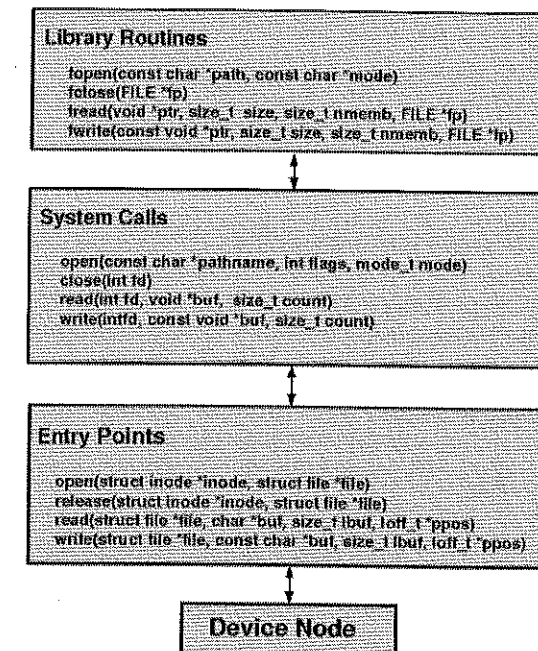 Library Routines
fopen(const char *path, const char *mode)
fclose(FILE *fp)
fread(void *ptr, size_t size, size_t nmemb, FILE *fp)
fwrite(const void *ptr, size_t size, size_t nmemb, FILE *fp)
System Calls
open(const char *pathname, int flags, mode_t mode)
close(int fd)
read(int fd, void *buf, size_t count)
write(intfd, const void *buf, size_t count)
Entry Points
open(struct inode *inode, struct file *file)
release(struct inode *inode, struct file *file)
read(struct file *file, char *buf, size_t lbuf, loff_t *ppos)
write(struct file *file, const char *buf, size_t lbuf, loff_t *ppos)
Device Node